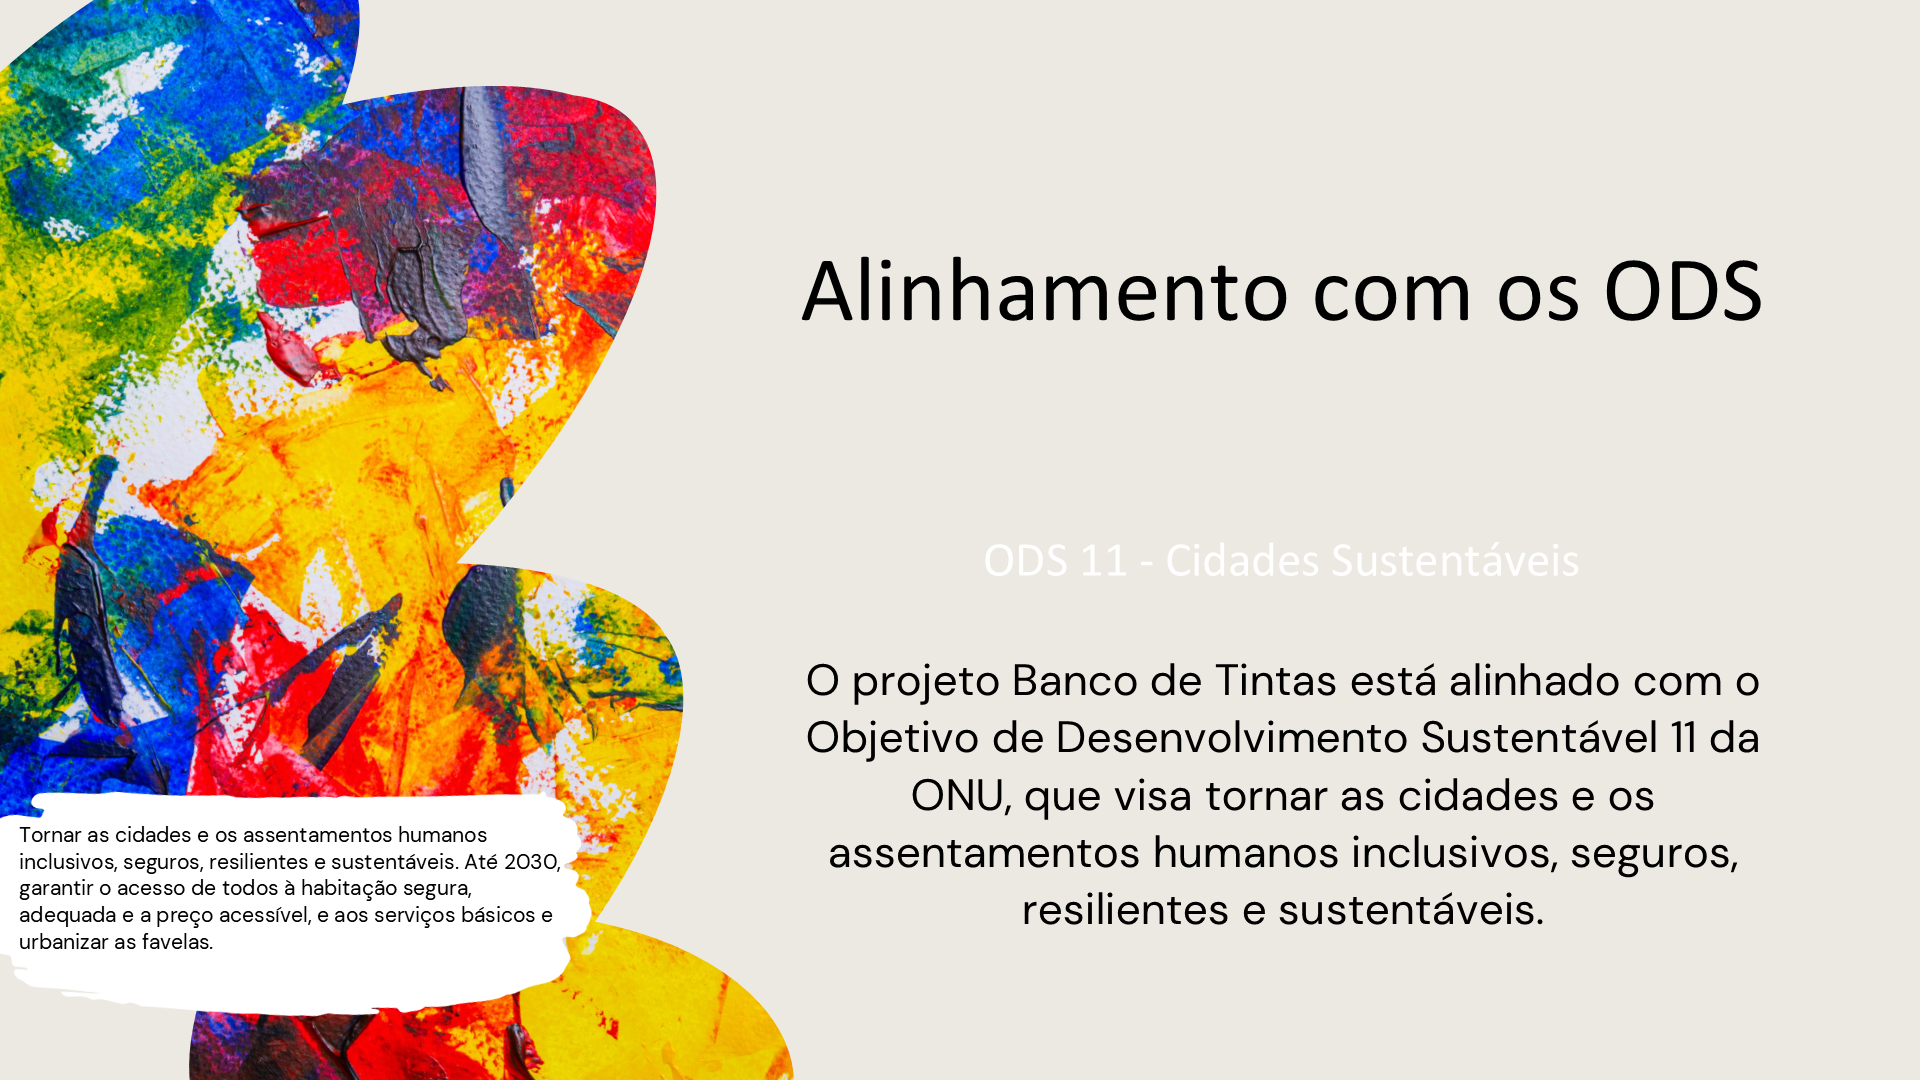 Alinhamento com os ODS
ODS 11 - Cidades Sustentáveis
O projeto Banco de Tintas está alinhado com o
Objetivo de Desenvolvimento Sustentável 11 da
ONU, que visa tornar as cidades e os
assentamentos humanos inclusivos, seguros,
resilientes e sustentáveis.
Tornar as cidades e os assentamentos humanos
inclusivos, seguros, resilientes e sustentáveis. Até 2030,
garantir o acesso de todos à habitação segura,
adequada e a preço acessível, e aos serviços básicos e
urbanizar as favelas.